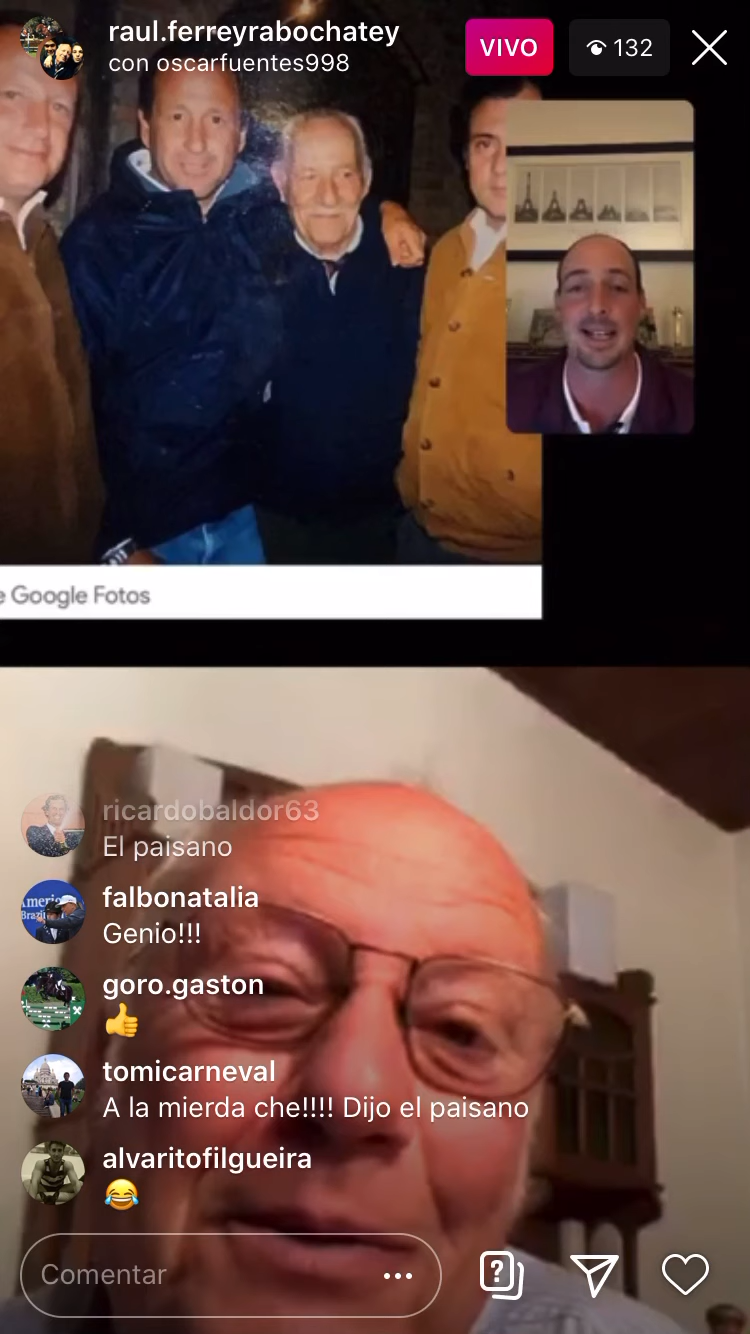 raul.ferreyrabochatey
con oscarfuentes998
VIVO
132
e Google Fotos
ricardobaldor63
El paisano
falbonatalia
Genio!!!
goro.gaston
👍
tomicarneval
A la mierda che!!!! Dijo el paisano
alvaritofilgueira
😂
Comentar